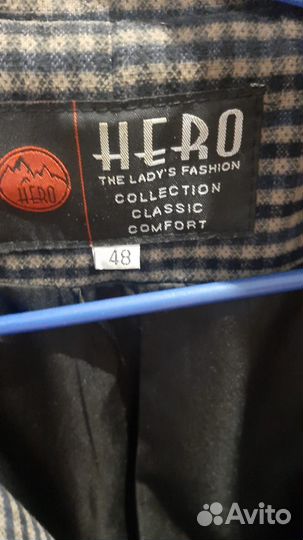 HERO
HERO
THE LADY'S FASHION
COLLECTION
CLASSIC
COMFORT
48
Avito